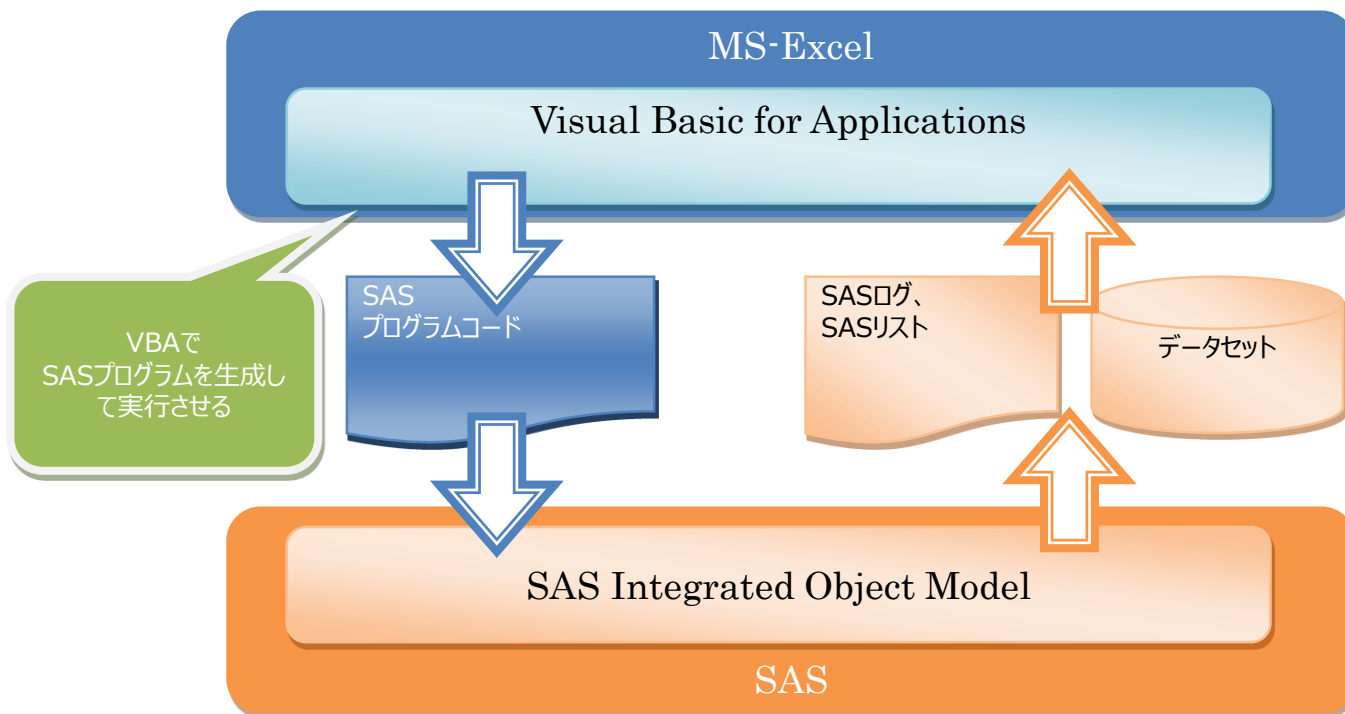 MS-Excel
Visual Basic for Applications
VBAで
SASプログラムを生成し
て実行させる
SAS
プログラムコード
SASログ、
SASリスト
データセット
SAS Integrated Object Model
SAS